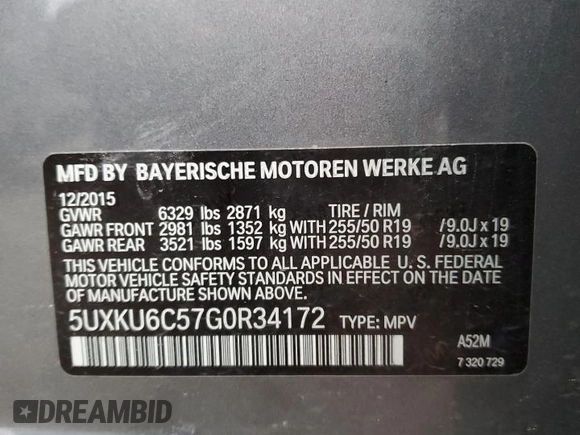 MFD BY BAYERISCHE MOTOREN WERKE AG
12/2015
GVWR 6329 lbs 2871 kg TIRE / RIM
GAWR FRONT 2981 lbs 1352 kg WITH 255/50 R19 /9.0J x 19
GAWR REAR 3521 lbs 1597 kg WITH 255/50 R19 /9.0J x 19
THIS VEHICLE CONFORMS TO ALL APPLICABLE U. S. FEDERAL
MOTOR VEHICLE SAFETY STANDARDS IN EFFECT ON THE DATE OF
MANUFACTURE SHOWN ABOVE.
5UXKU6C57G0R34172 TYPE: MPV
A52M
7 320 729
DREAMBID